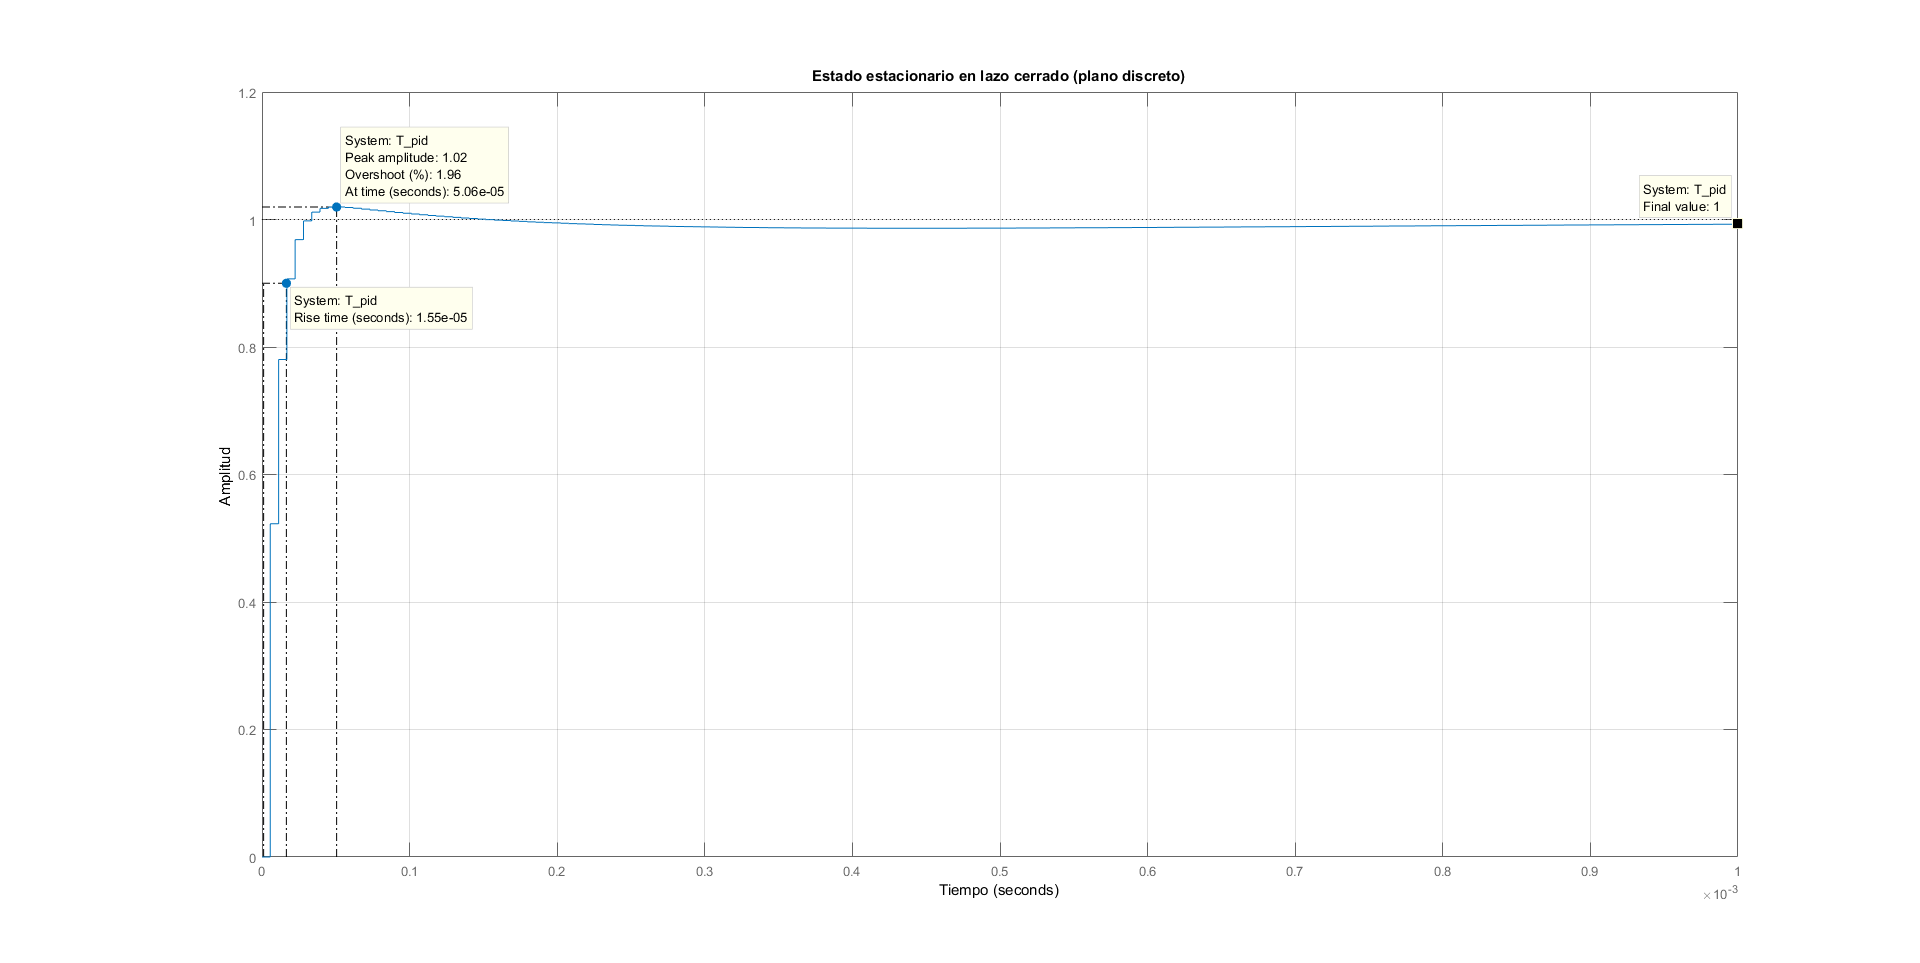 Estado estacionario en lazo cerrado (plano discreto)
1.2
1
0.8
0.6
0.4
0.2
0
Amplitud
System: T_pid
Peak amplitude: 1.02
Overshoot (%): 1.96
At time (seconds): 5.06e-05
System: T_pid
Rise time (seconds): 1.55e-05
System: T_pid
Final value: 1
0 0.1 0.2 0.3 0.4 0.5 0.6 0.7 0.8 0.9 1
Tiempo (seconds)
×10⁻³